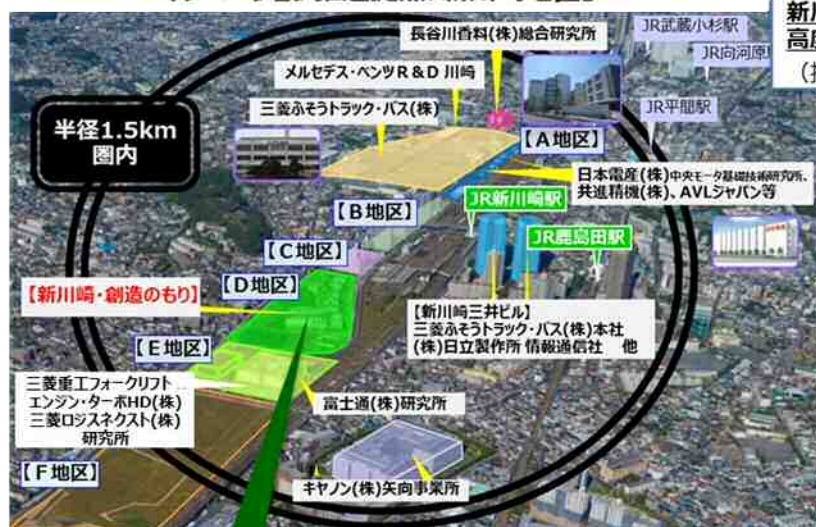 長谷川香料(株)総合研究所
JR武蔵小杉駅
新川
高度
JR向河原
(
メルセデス・ベンツR&D 川崎
JR平間駅
三菱ふそうトラック・バス(株)
半径1.5km
圏内
【A地区】
日本電産(株)中央モータ基礎技術研究所、
共進精機(株)、AVLジャパン等
【B地区】
JR新川崎駅
JR鹿島田駅
【C地区】
【D地区】
【新川崎・創造のもり】
【新川崎三井ビル】
三菱ふそうトラック・バス(株)本社
(株)日立製作所 情報通信社 他
【E地区】
三菱重工フォークリフト
エンジン・ターボHD(株)
三菱ロジスネクスト(株)
研究所
富士通(株)研究所
【F地区】
キヤノン(株)矢向事業所